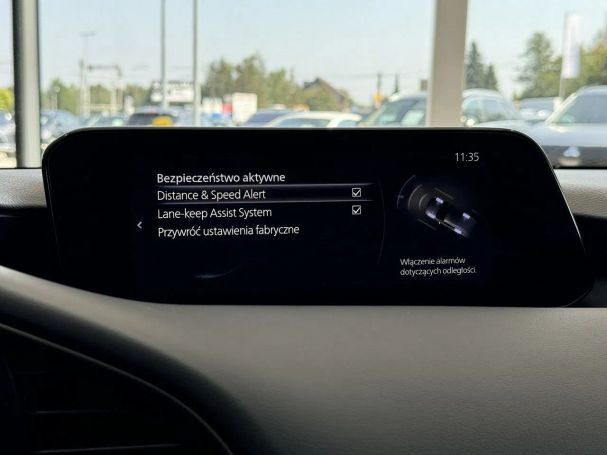 11:35
Bezpieczeństwo aktywne
Distance & Speed Alert
Lane-keep Assist System
Przywróć ustawienia fabryczne
Włączenie alarmów
dotyczących odległości.